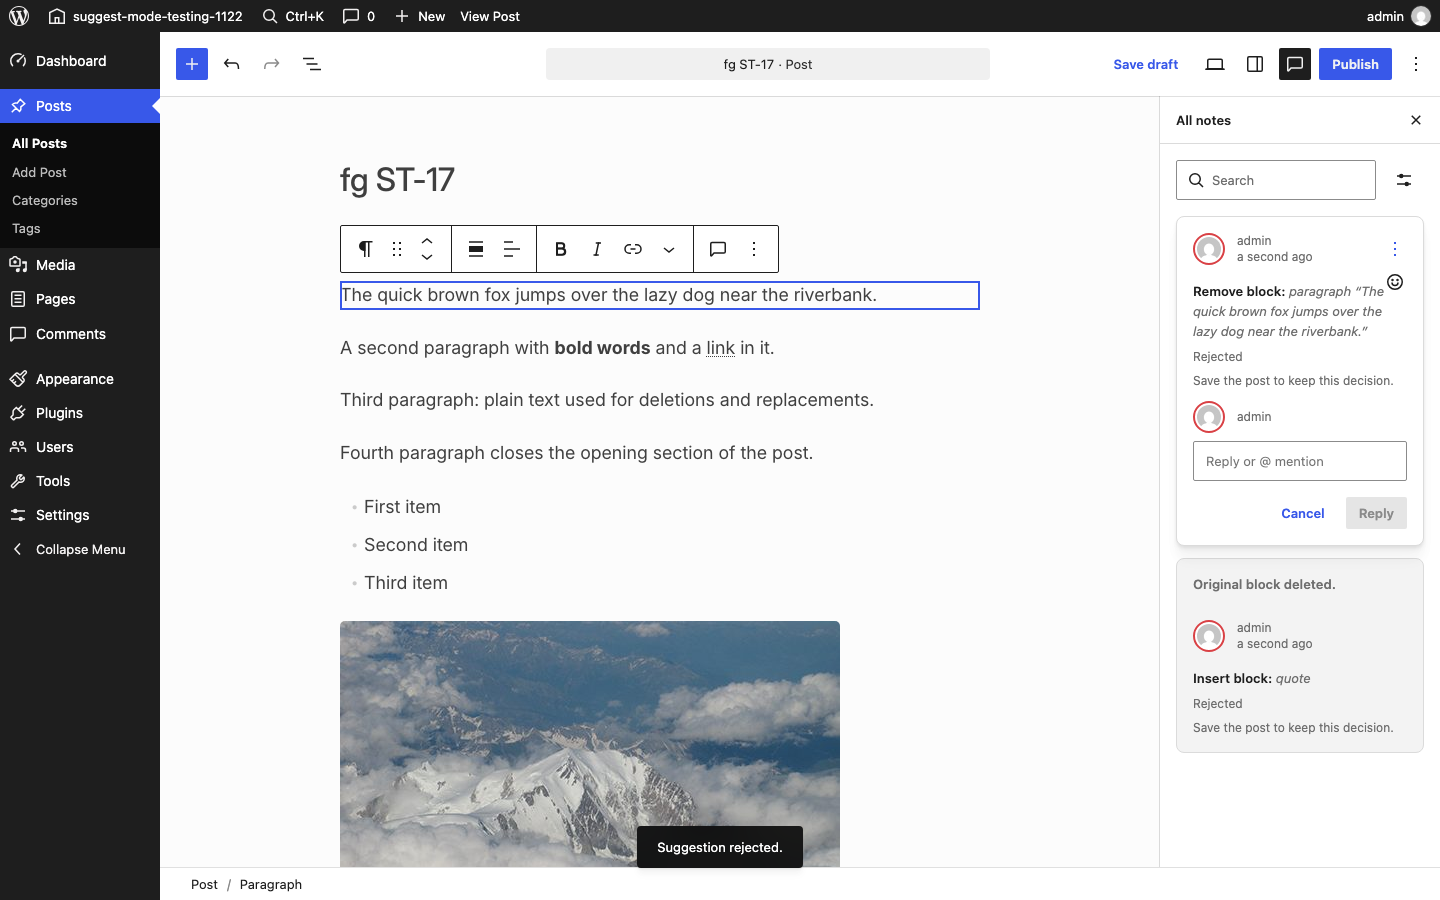 suggest-mode-testing-1122 Ctrl+K 0 New View Post admin
Dashboard
Posts
All Posts
Add Post
Categories
Tags
Media
Pages
Comments
Appearance
Plugins
Users
Tools
Settings
Collapse Menu
fg ST-17 · Post
Save draft
Publish
fg ST-17
B I
The quick brown fox jumps over the lazy dog near the riverbank.
A second paragraph with bold words and a link in it.
Third paragraph: plain text used for deletions and replacements.
Fourth paragraph closes the opening section of the post.
• First item
• Second item
• Third item
Suggestion rejected.
Post / Paragraph
All notes
Search
admin
a second ago
Remove block: paragraph “The
quick brown fox jumps over the
lazy dog near the riverbank.”
Rejected
Save the post to keep this decision.
admin
Reply or @ mention
Cancel Reply
Original block deleted.
admin
a second ago
Insert block: quote
Rejected
Save the post to keep this decision.